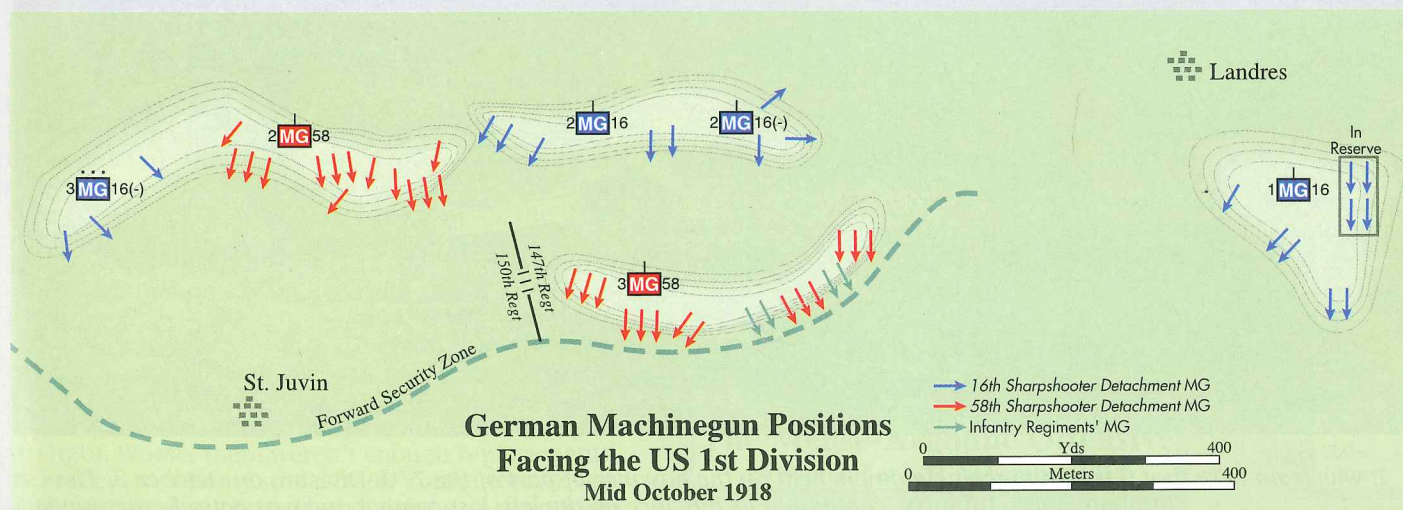 Landres
2 MG 58
2 MG 16
2 MG 16(-)
In
Reserve
3 MG 16(-)
1 MG 16
147th Regt
150th Regt
3 MG 58
St. Juvin
Forward Security Zone
16th Sharpshooter Detachment MG
58th Sharpshooter Detachment MG
Infantry Regiments' MG
German Machinegun Positions
Facing the US 1st Division
Mid October 1918
0 Yds 400
0 Meters 400